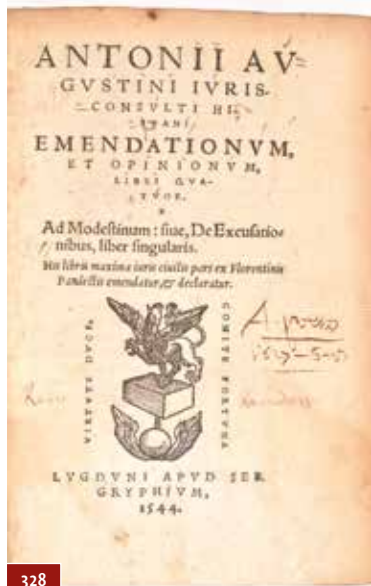 ANTONII AV-
GVSTINI IVRIS-
CONSVLTI HI-
SPANI
EMENDATIONVM,
ET OPINIONVM,
LIBRI QVA-
TVOR.
Ad Modestinum: siue, De Excusatio-
nibus, liber singularis.
His libris maxima iuris ciuilis pars ex Florentinis
Pandectis emendatur, & declaratur.
VIRTVTE DVCE,
COMITE FORTVNA
LVGDVNI APVD SEB.
GRYPHIVM,
1544.
328